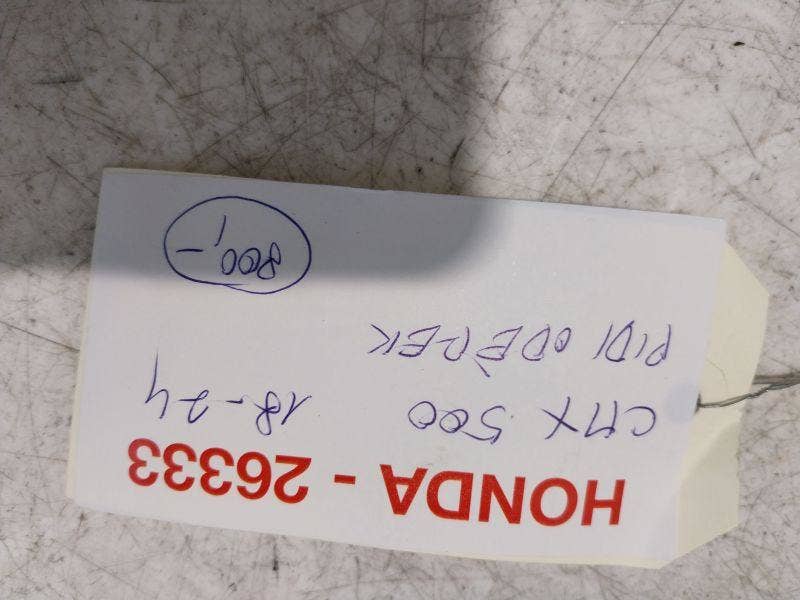 HONDA - 26333
CMX 500 18-24
PIDI ODĚREK
800,-